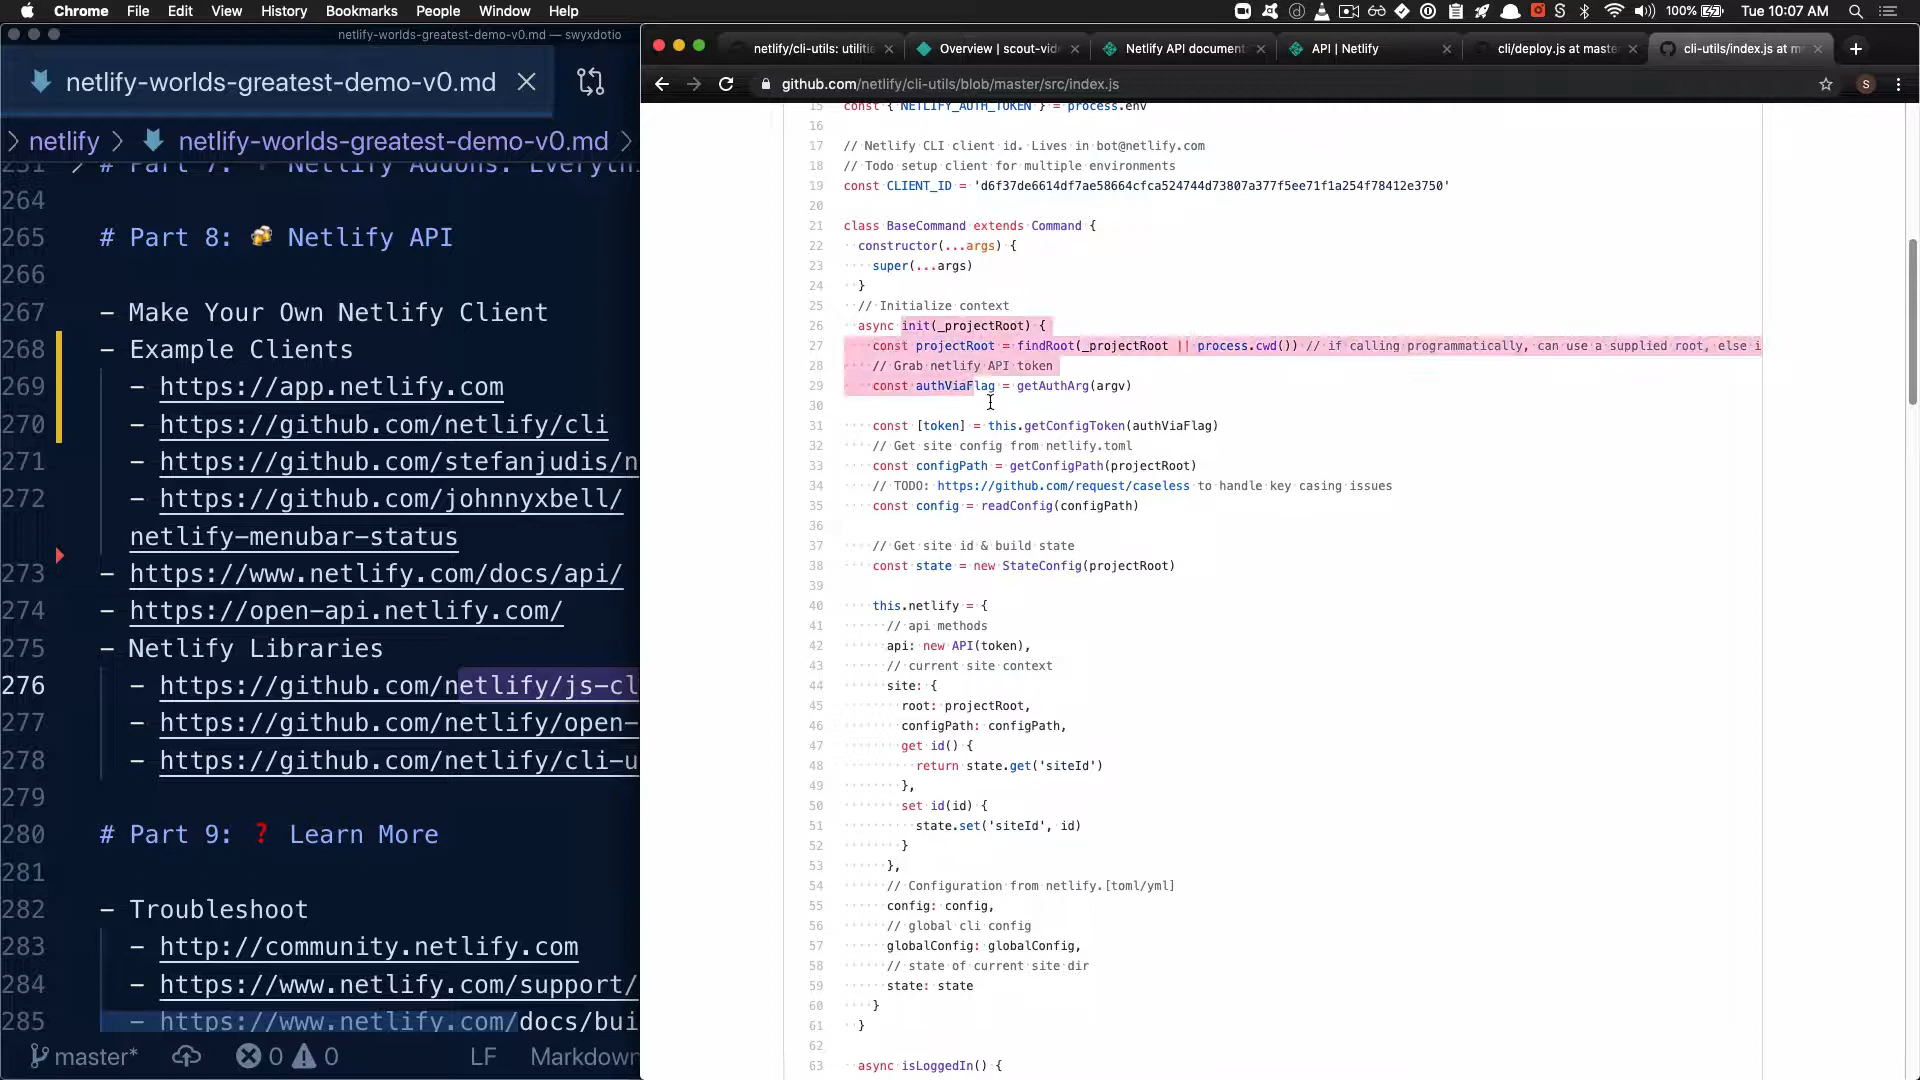 Chrome File Edit View History Bookmarks People Window Help
100% Tue 10:07 AM
netlify-worlds-greatest-demo-v0.md — swyxdotio
netlify-worlds-greatest-demo-v0.md
netlify netlify-worlds-greatest-demo-v0.md
# Part 7: Netlify Addons: Everythi
264
265 # Part 8: 🍻 Netlify API
266
267 - Make Your Own Netlify Client
268 - Example Clients
269 - https://app.netlify.com
270 - https://github.com/netlify/cli
271 - https://github.com/stefanjudis/n
272 - https://github.com/johnnyxbell/
netlify-menubar-status
273 - https://www.netlify.com/docs/api/
274 - https://open-api.netlify.com/
275 - Netlify Libraries
276 - https://github.com/netlify/js-cl
277 - https://github.com/netlify/open-
278 - https://github.com/netlify/cli-u
279
280 # Part 9: ❓ Learn More
281
282 - Troubleshoot
283 - http://community.netlify.com
284 - https://www.netlify.com/support/
285 - https://www.netlify.com/docs/bui
master* 0 0 LF Markdown
netlify/cli-utils: utilitie Overview | scout-vid Netlify API document API | Netlify cli/deploy.js at maste cli-utils/index.js at m
github.com/netlify/cli-utils/blob/master/src/index.js S
15 const { NETLIFY_AUTH_TOKEN } = process.env
16
17 // Netlify CLI client id. Lives in bot@netlify.com
18 // Todo setup client for multiple environments
19 const CLIENT_ID = 'd6f37de6614df7ae58664cfca524744d73807a377f5ee71f1a254f78412e3750'
20
21 class BaseCommand extends Command {
22 constructor(...args) {
23 super(...args)
24 }
25 // Initialize context
26 async init(_projectRoot) {
27 const projectRoot = findRoot(_projectRoot || process.cwd()) // if calling programmatically, can use a supplied root, else i
28 // Grab netlify API token
29 const authViaFlag = getAuthArg(argv)
30
31 const [token] = this.getConfigToken(authViaFlag)
32 // Get site config from netlify.toml
33 const configPath = getConfigPath(projectRoot)
34 // TODO: https://github.com/request/caseless to handle key casing issues
35 const config = readConfig(configPath)
36
37 // Get site id & build state
38 const state = new StateConfig(projectRoot)
39
40 this.netlify = {
41 // api methods
42 api: new API(token),
43 // current site context
44 site: {
45 root: projectRoot,
46 configPath: configPath,
47 get id() {
48 return state.get('siteId')
49 },
50 set id(id) {
51 state.set('siteId', id)
52 }
53 },
54 // Configuration from netlify.[toml/yml]
55 config: config,
56 // global cli config
57 globalConfig: globalConfig,
58 // state of current site dir
59 state: state
60 }
61 }
62
63 async isLoggedIn() {